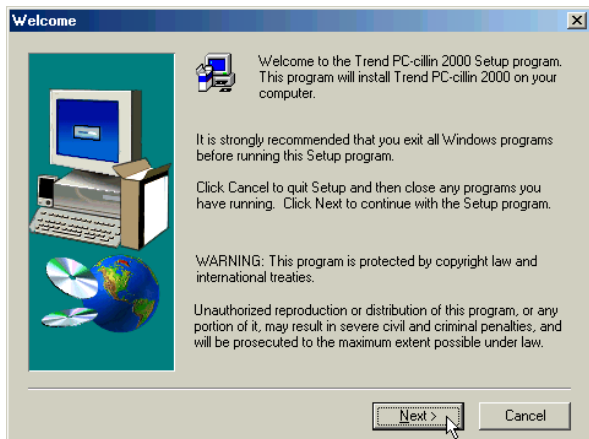 Welcome
Welcome to the Trend PC-cillin 2000 Setup program.
This program will install Trend PC-cillin 2000 on your
computer.
It is strongly recommended that you exit all Windows programs
before running this Setup program.
Click Cancel to quit Setup and then close any programs you
have running. Click Next to continue with the Setup program.
WARNING: This program is protected by copyright law and
international treaties.
Unauthorized reproduction or distribution of this program, or any
portion of it, may result in severe civil and criminal penalties, and
will be prosecuted to the maximum extent possible under law.
Next >
Cancel